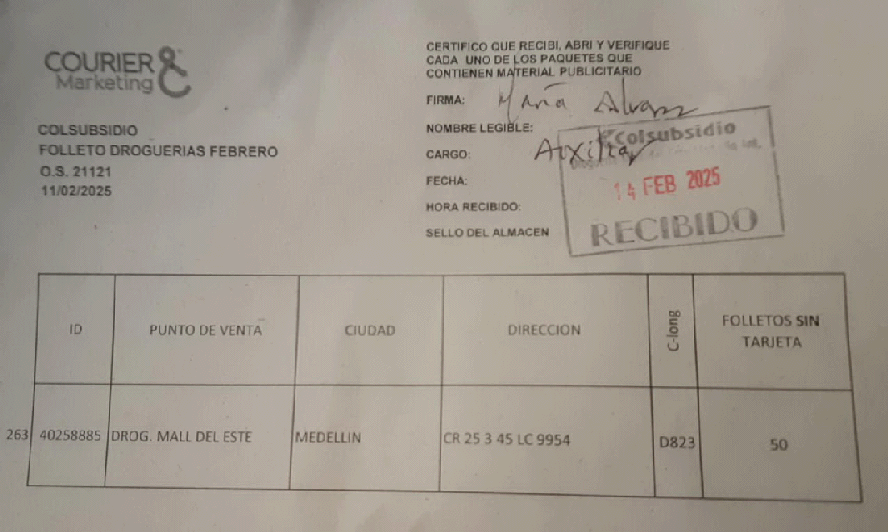 COURIER &
Marketing
COLSUBSIDIO
FOLLETO DROGUERIAS FEBRERO
O.S. 21121
11/02/2025
CERTIFICO QUE RECIBI, ABRI Y VERIFIQUE
CADA UNO DE LOS PAQUETES QUE
CONTIENEN MATERIAL PUBLICITARIO
FIRMA: María Alvarez
NOMBRE LEGIBLE:
CARGO: Auxiliar
FECHA:
HORA RECIBIDO:
SELLO DEL ALMACEN
Colsubsidio
14 FEB 2025
RECIBIDO
ID PUNTO DE VENTA CIUDAD DIRECCION C-long FOLLETOS SIN TARJETA
263 40258885 DROG. MALL DEL ESTE MEDELLIN CR 25 3 45 LC 9954 D823 50